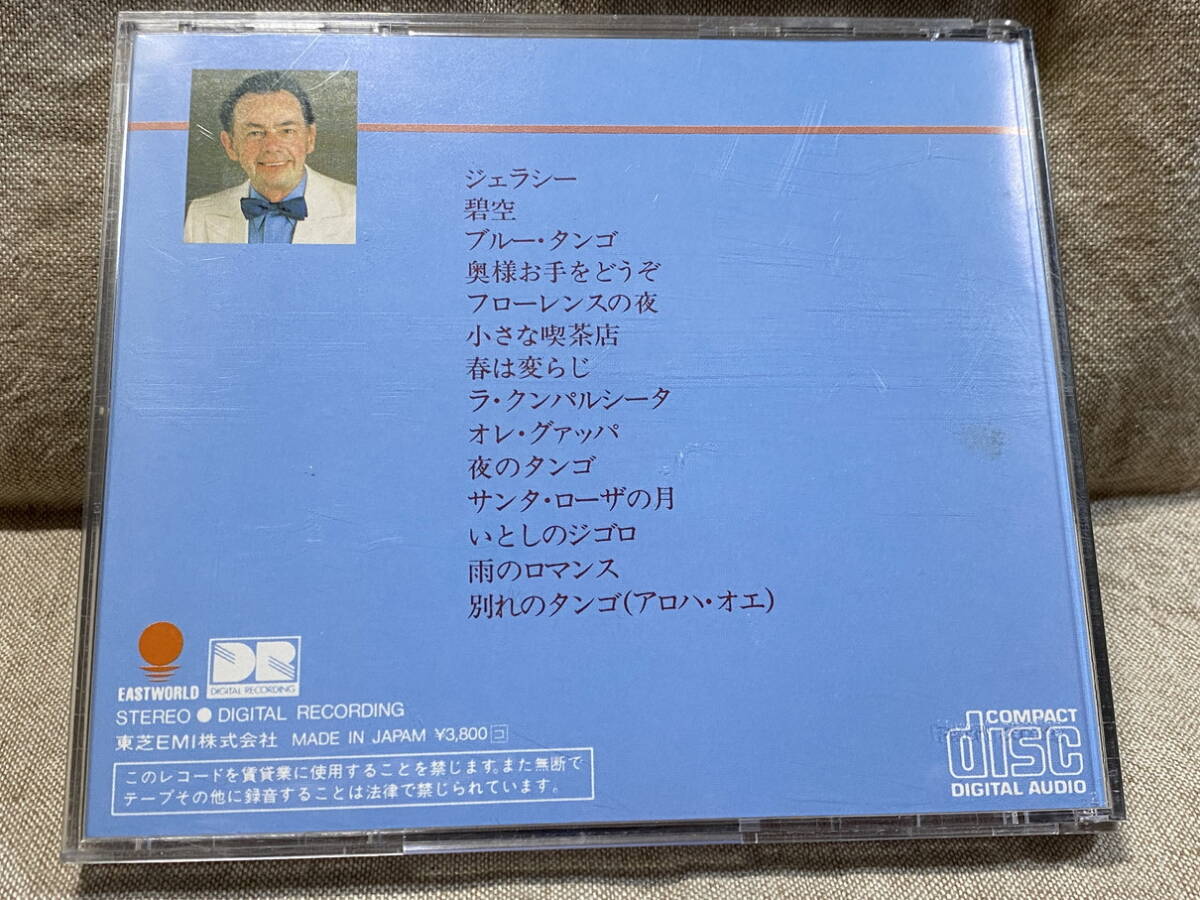 ジェラシー
碧空
ブルー・タンゴ
奥様お手をどうぞ
フローレンスの夜
小さな喫茶店
春は変らじ
ラ・クンパルシータ
オレ・グァッパ
夜のタンゴ
サンタ・ローザの月
いとしのジゴロ
雨のロマンス
別れのタンゴ(アロハ・オエ)
EASTWORLD
DR
DIGITAL RECORDING
STEREO ● DIGITAL RECORDING
東芝EMI株式会社 MADE IN JAPAM ¥3,800 コ
このレコードを賃貸業に使用することを禁じます。また無断で
テープその他に録音することは法律で禁じられています。
COMPACT
disc
DIGITAL AUDIO